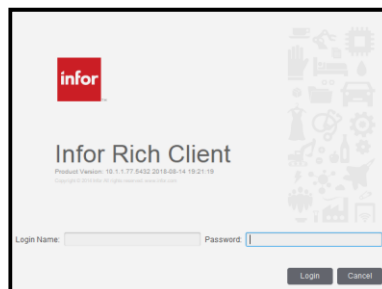 infor
Infor Rich Client
Product Version: 10.1.1.77.5432 2018-08-14 19:21:19
Login Name:
Password:
Login
Cancel